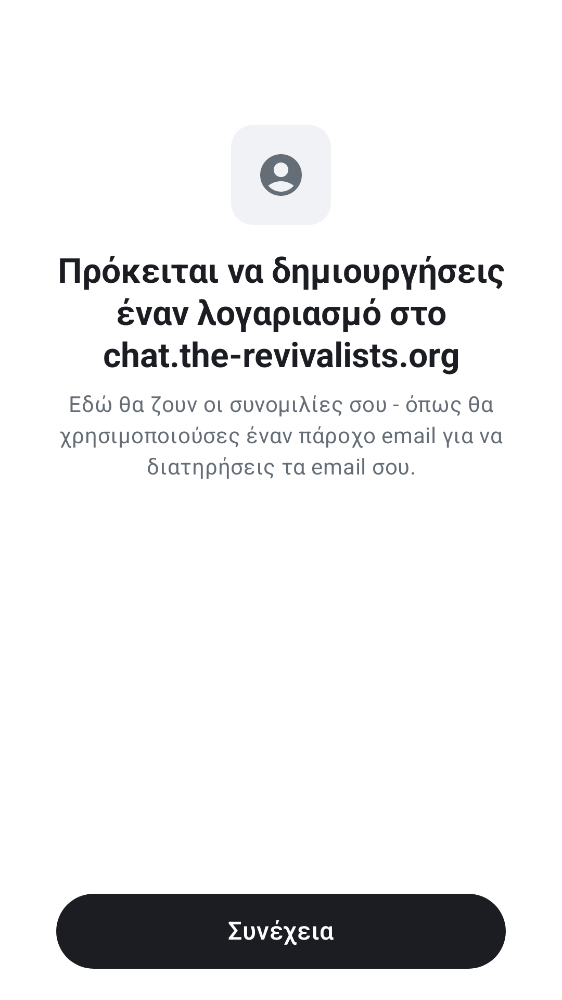 Πρόκειται να δημιουργήσεις
έναν λογαριασμό στο
chat.the-revivalists.org
Εδώ θα ζουν οι συνομιλίες σου - όπως θα
χρησιμοποιούσες έναν πάροχο email για να
διατηρήσεις τα email σου.
Συνέχεια